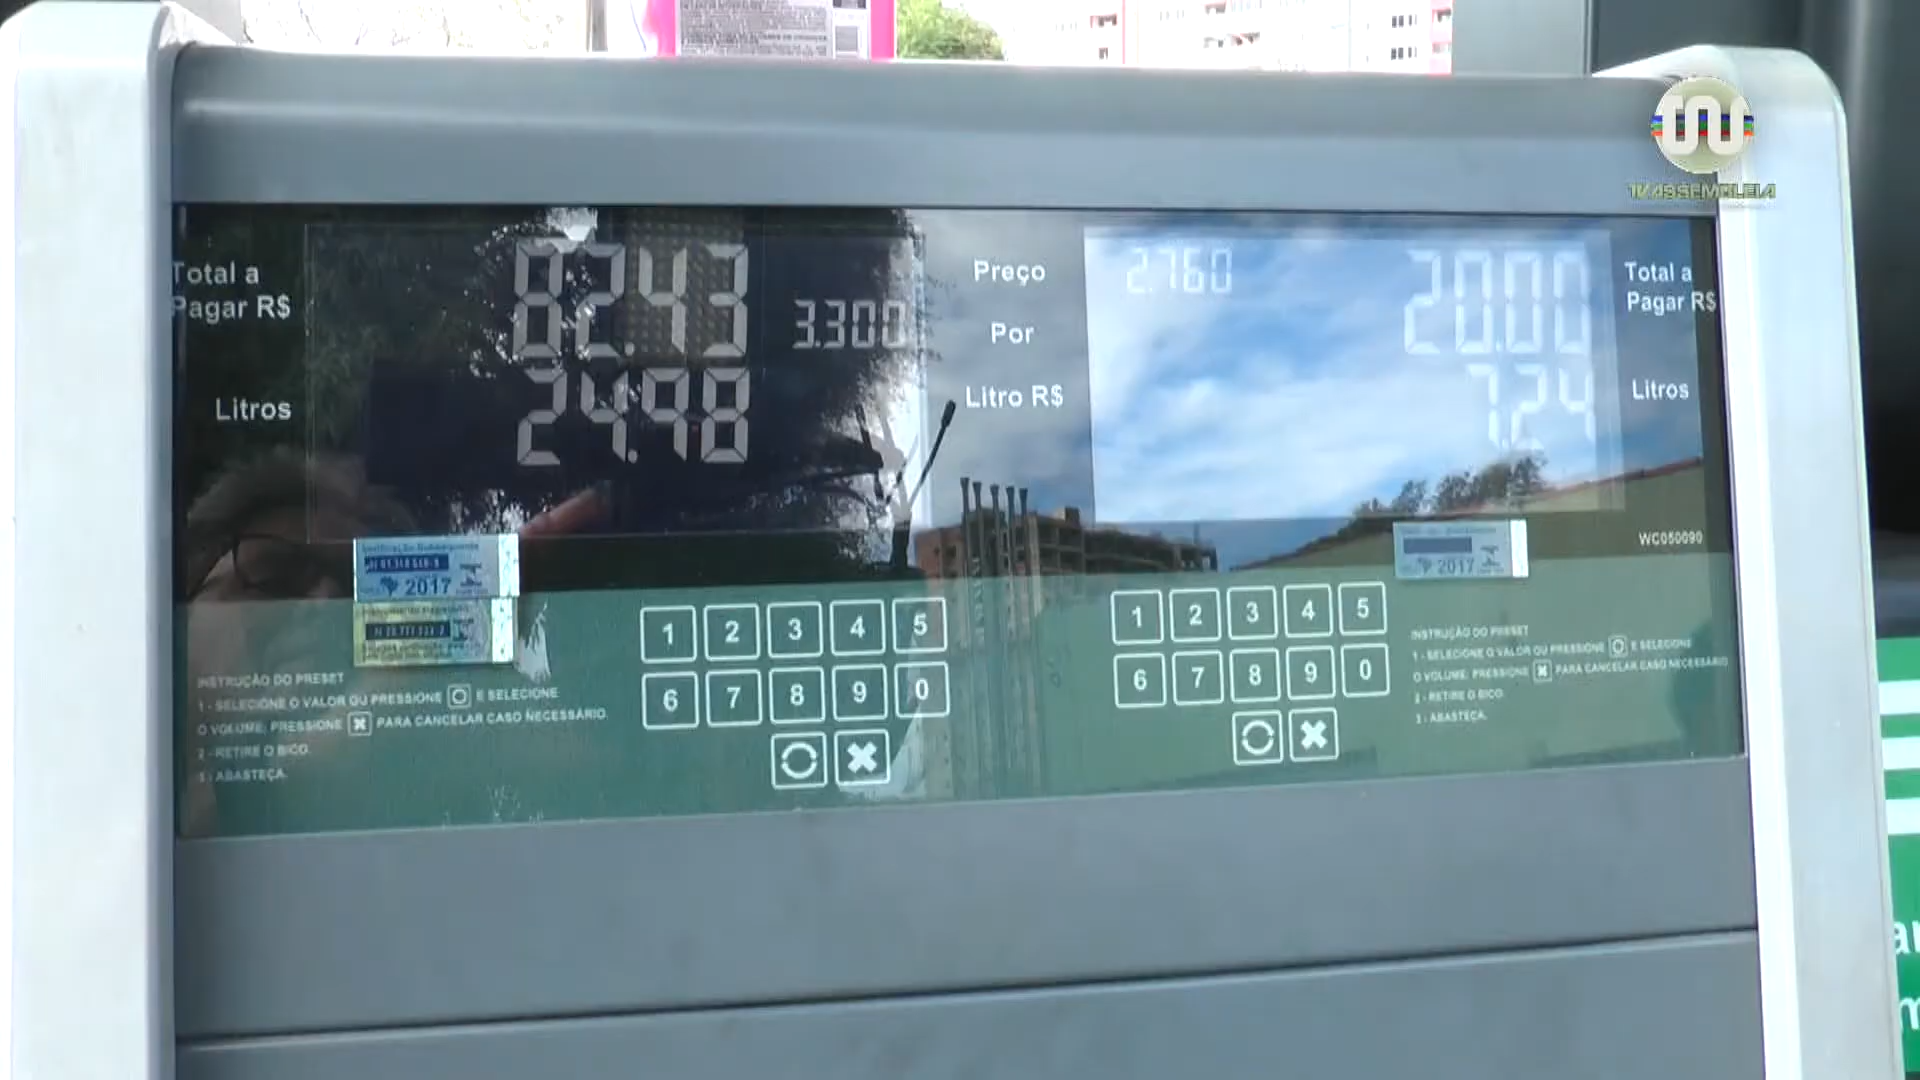 TVASSEMBLEIA
Total a
Pagar R$
82.43
3.300
Litros
24.98
Preço
Por
Litro R$
2.760
20.00
Total a
Pagar R$
7.24
Litros
WC050090
Verificação Subsequente
2017
2017
1 2 3 4 5
6 7 8 9 0
1 2 3 4 5
6 7 8 9 0
INSTRUÇÃO DO PRESET
1 - SELECIONE O VALOR OU PRESSIONE E SELECIONE
O VOLUME; PRESSIONE PARA CANCELAR CASO NECESSÁRIO.
2 - RETIRE O BICO.
3 - ABASTEÇA.
INSTRUÇÃO DO PRESET
1 - SELECIONE O VALOR OU PRESSIONE E SELECIONE
O VOLUME; PRESSIONE PARA CANCELAR CASO NECESSÁRIO
2 - RETIRE O BICO.
3 - ABASTEÇA.